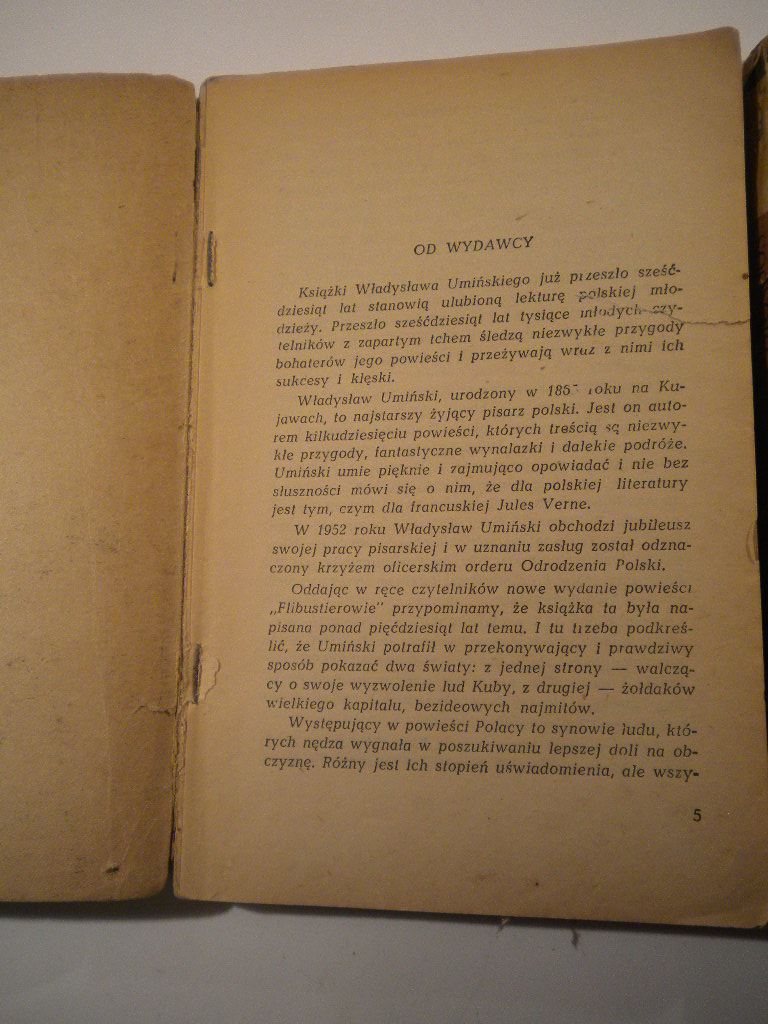 OD WYDAWCY
Książki Władysława Umińskiego już przeszło sześć-
dziesiąt lat stanowią ulubioną lekturę polskiej mło-
dzieży. Przeszło sześćdziesiąt lat tysiące młodych czy-
telników z zapartym tchem śledzą niezwykłe przygody
bohaterów jego powieści i przeżywają wraz z nimi ich
sukcesy i klęski.
Władysław Umiński, urodzony w roku na Ku-
jawach, to najstarszy żyjący pisarz polski. Jest on auto-
rem kilkudziesięciu powieści, których treścią są niezwy-
kłe przygody, fantastyczne wynalazki i dalekie podróże.
Umiński umie pięknie i zajmująco opowiadać i nie bez
słuszności mówi się o nim, że dla polskiej literatury
jest tym, czym dla francuskiej Jules Verne.
W 1952 roku Władysław Umiński obchodzi jubileusz
swojej pracy pisarskiej i w uznaniu zasług został odzna-
czony krzyżem oficerskim orderu Odrodzenia Polski.
Oddając w ręce czytelników nowe wydanie powieści
„Flibustierowie" przypominamy, że książka ta była na-
pisana ponad pięćdziesiąt lat temu. I tu trzeba podkreś-
lić, że Umiński potrafił w przekonywający i prawdziwy
sposób pokazać dwa światy: z jednej strony — walczą-
cy o swoje wyzwolenie lud Kuby, z drugiej — żołdaków
wielkiego kapitału, bezideowych najmitów.
Występujący w powieści Polacy to synowie ludu, któ-
rych nędza wygnała w poszukiwaniu lepszej doli na ob-
czyznę. Różny jest ich stopień uświadomienia, ale wszy-
5